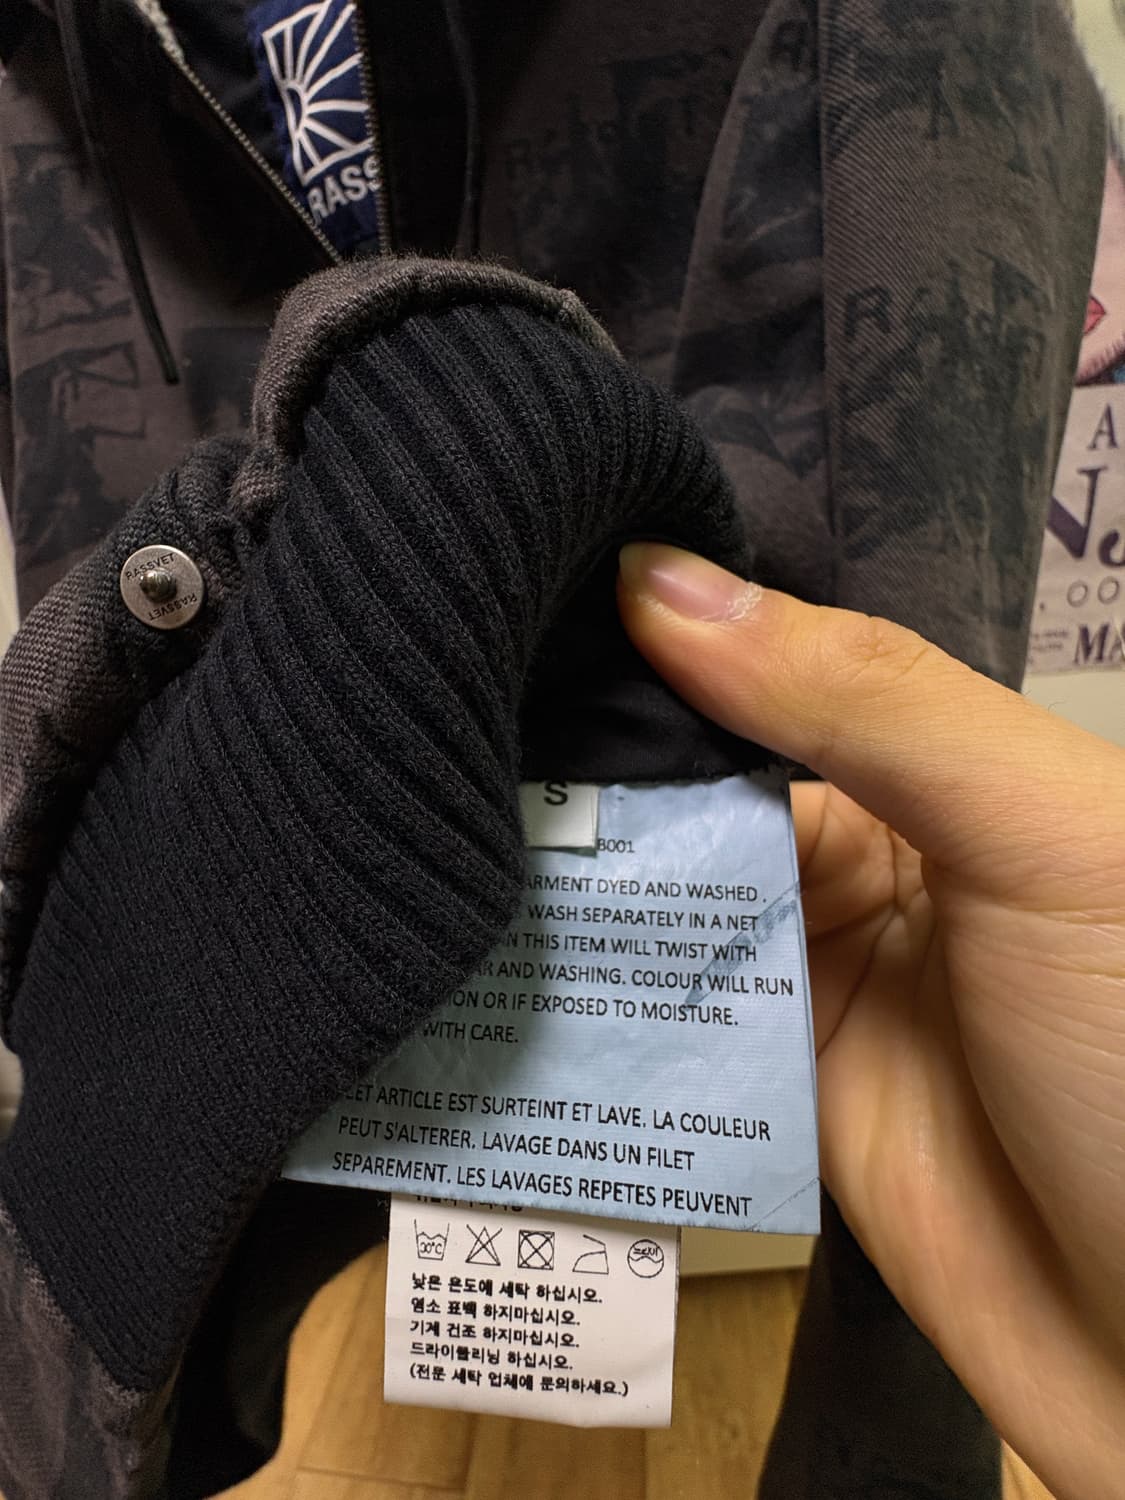 RASS
RASSVET
RASSVET
S
B001
ARMENT DYED AND WASHED.
WASH SEPARATELY IN A NET
N THIS ITEM WILL TWIST WITH
AR AND WASHING. COLOUR WILL RUN
ION OR IF EXPOSED TO MOISTURE.
WITH CARE.
CET ARTICLE EST SURTEINT ET LAVE. LA COULEUR
PEUT S'ALTERER. LAVAGE DANS UN FILET
SEPAREMENT. LES LAVAGES REPETES PEUVENT
30°C
낮은 온도에 세탁 하십시오.
염소 표백 하지마십시오.
기계 건조 하지마십시오.
드라이클리닝 하십시오.
(전문 세탁 업체에 문의하세요.)
A
N
, 00
MA